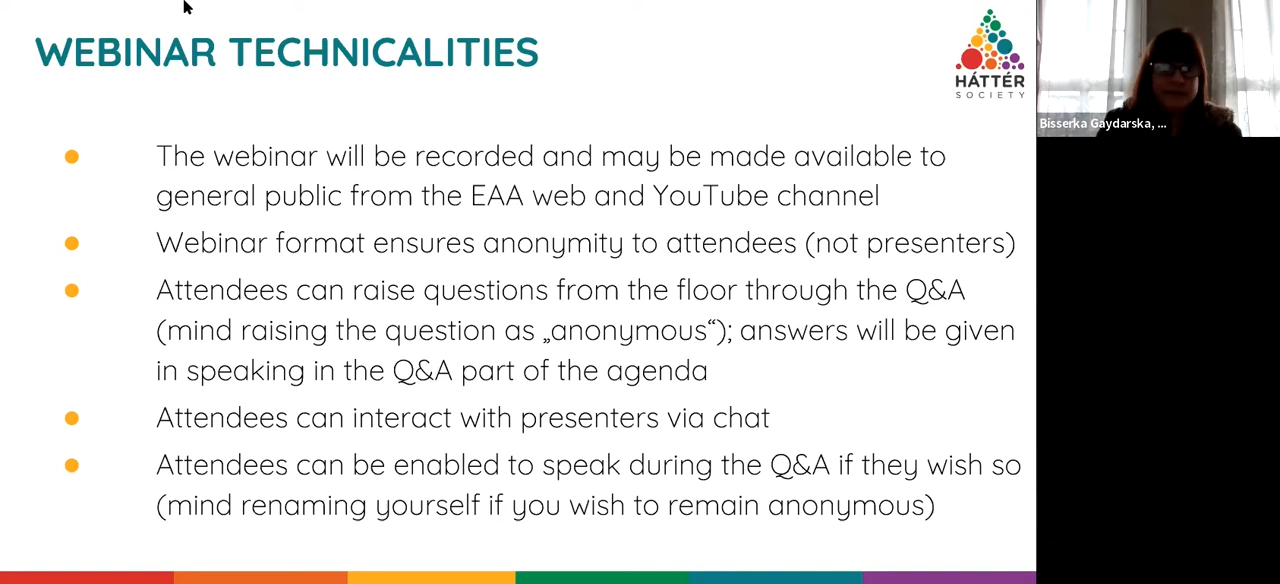 WEBINAR TECHNICALITIES
HÁTTÉR
SOCIETY
Bisserka Gaydarska, ...
The webinar will be recorded and may be made available to
general public from the EAA web and YouTube channel
Webinar format ensures anonymity to attendees (not presenters)
Attendees can raise questions from the floor through the Q&A
(mind raising the question as „anonymous“); answers will be given
in speaking in the Q&A part of the agenda
Attendees can interact with presenters via chat
Attendees can be enabled to speak during the Q&A if they wish so
(mind renaming yourself if you wish to remain anonymous)